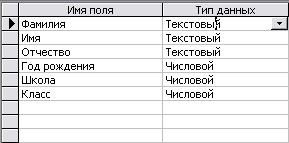 Имя поля Тип данных
Фамилия Текстовый
Имя Текстовый
Отчество Текстовый
Год рождения Числовой
Школа Числовой
Класс Числовой